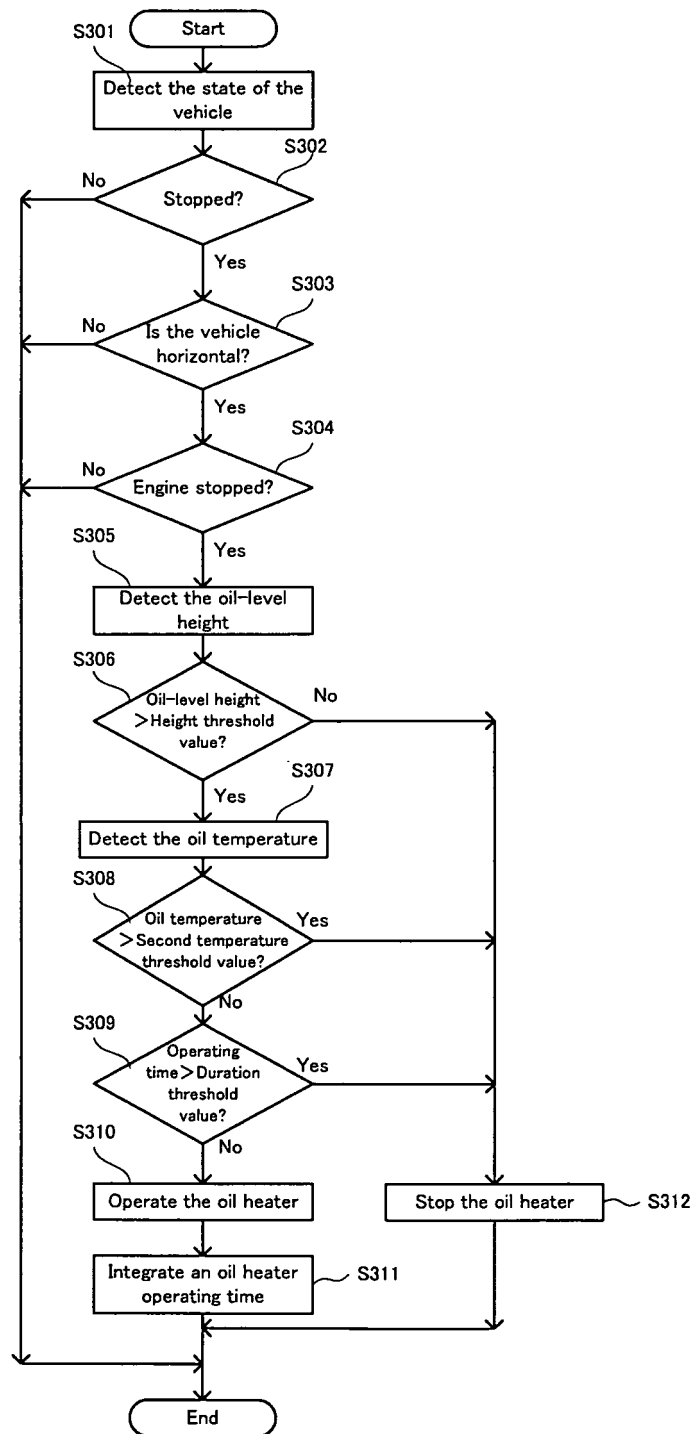 Start
S301
Detect the state of the
vehicle
S302
No
Stopped?
Yes
S303
No
Is the vehicle
horizontal?
Yes
S304
No
Engine stopped?
Yes
S305
Detect the oil-level
height
S306
Oil-level height
>Height threshold
value?
No
Yes
S307
Detect the oil temperature
S308
Oil temperature
>Second temperature
threshold value?
Yes
No
S309
Operating
time>Duration
threshold
value?
Yes
No
S310
Operate the oil heater
Stop the oil heater
S312
Integrate an oil heater
operating time
S311
End